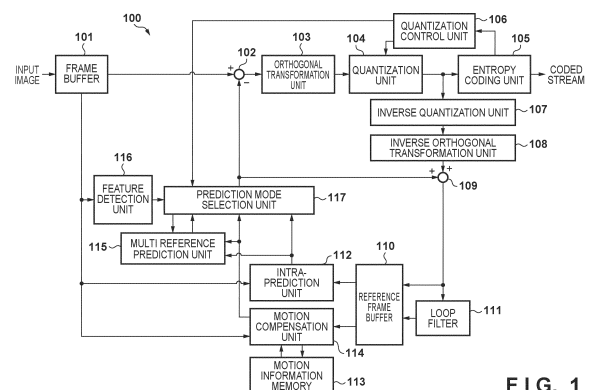 100
101
FRAME
BUFFER
INPUT
IMAGE
+
−
102
103
ORTHOGONAL
TRANSFORMATION
UNIT
104
QUANTIZATION
UNIT
QUANTIZATION
CONTROL UNIT
106
105
ENTROPY
CODING UNIT
CODED
STREAM
INVERSE QUANTIZATION UNIT
107
INVERSE ORTHOGONAL
TRANSFORMATION UNIT
108
+
+
109
116
FEATURE
DETECTION
UNIT
PREDICTION MODE
SELECTION UNIT
117
115
MULTI REFERENCE
PREDICTION UNIT
112
INTRA-
PREDICTION
UNIT
110
REFERENCE
FRAME
BUFFER
LOOP
FILTER
111
MOTION
COMPENSATION
UNIT
114
MOTION
INFORMATION
MEMORY
113
FIG. 1